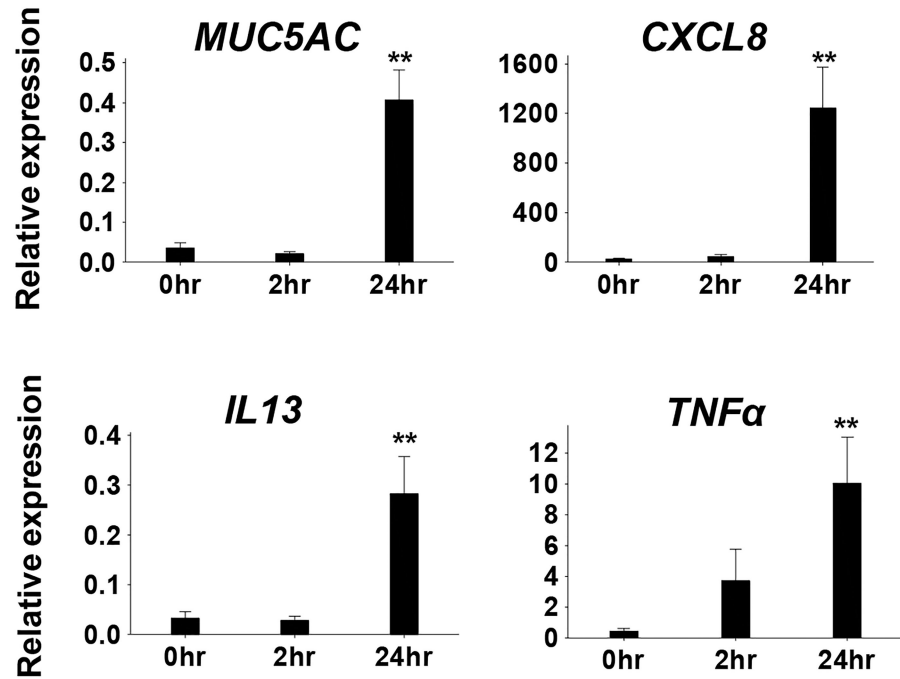 MUC5AC
Relative expression
0.5
0.4
0.3
0.2
0.1
0.0
**
0hr 2hr 24hr
CXCL8
1600
1200
800
400
0
**
0hr 2hr 24hr
IL13
Relative expression
0.4
0.3
0.2
0.1
0.0
**
0hr 2hr 24hr
TNFα
12
10
8
6
4
2
0
**
0hr 2hr 24hr